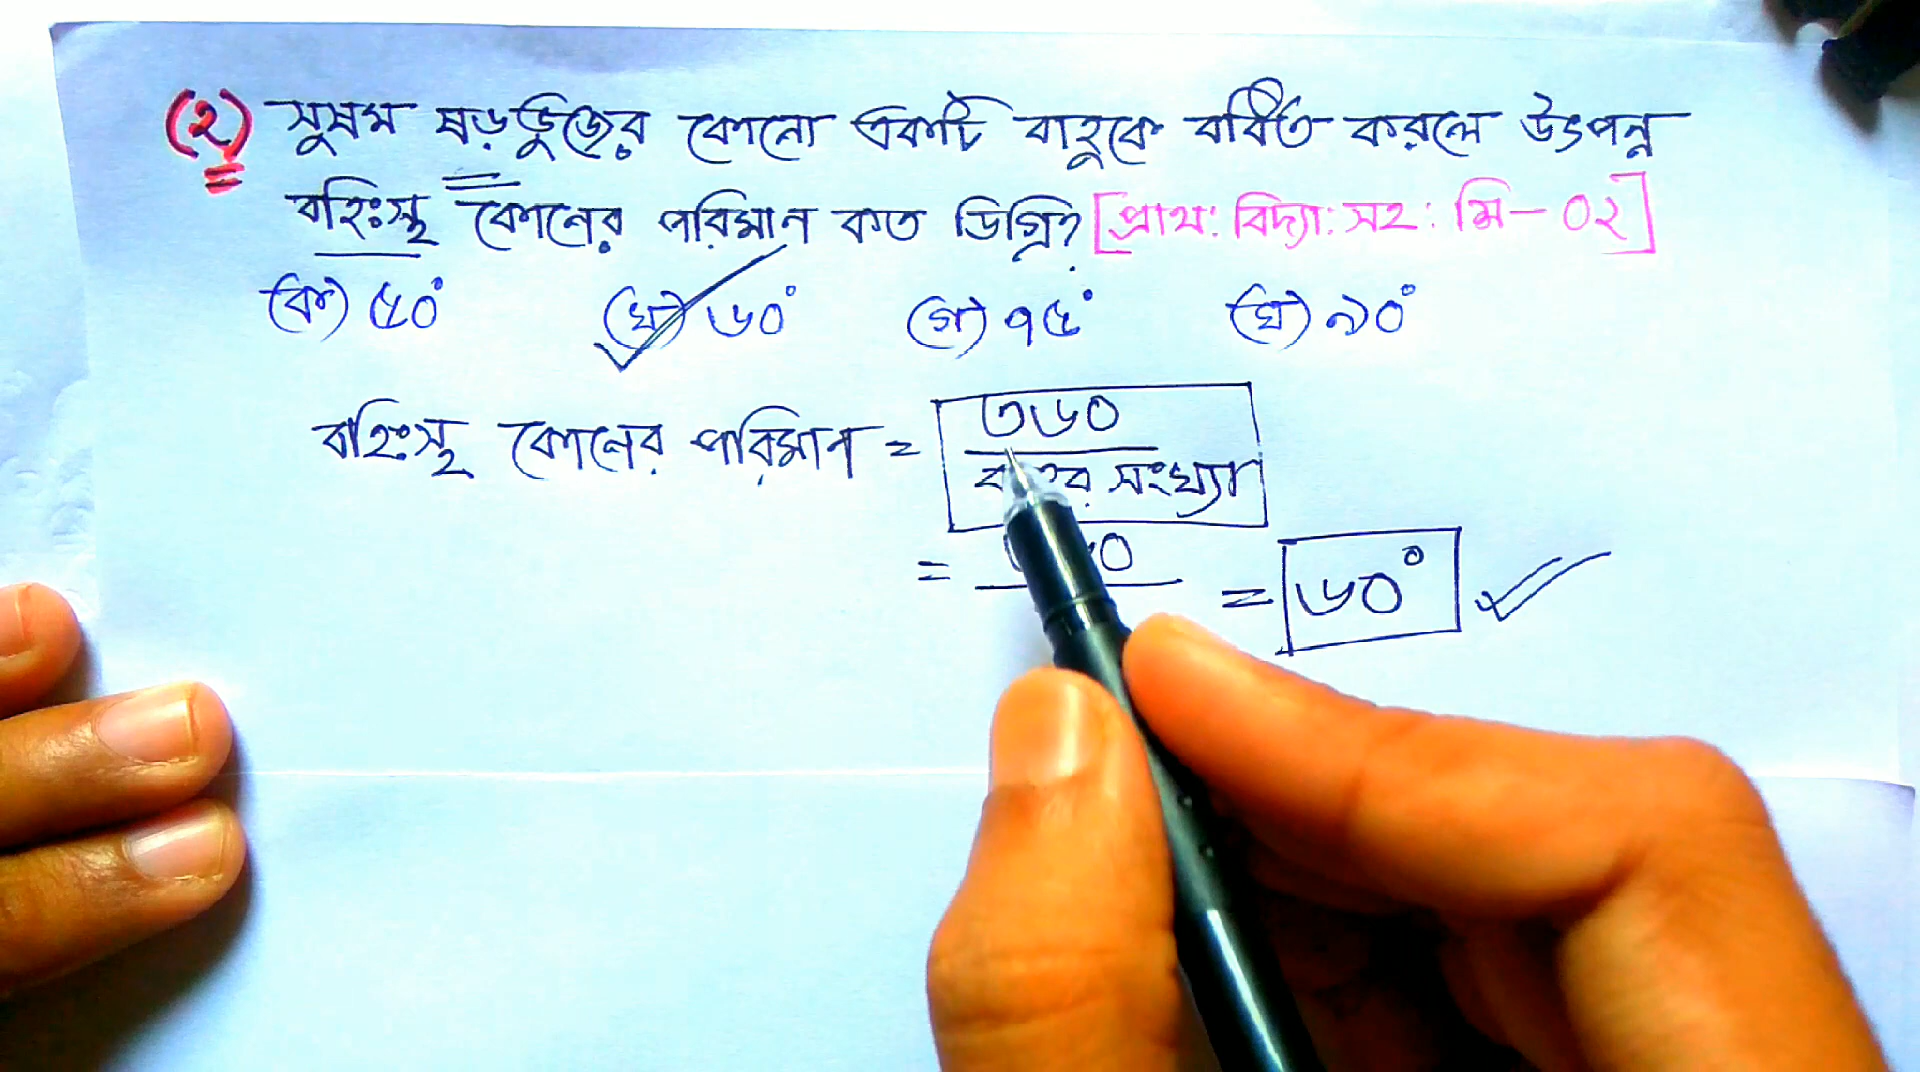 (২) সুষম ষড়ভুজের কোনো একটি বাহুকে বর্ধিত করলে উৎপন্ন
বহিঃস্থ কোনের পরিমান কত ডিগ্রি? [প্রাথ: বিদ্যা: সহ: শি-০২]
(ক) ৫০° (খ) ৬০° (গ) ৭৫° (ঘ) ৯০°
বহিঃস্থ কোনের পরিমান = ৩৬০
সংখ্যা
= = ৬০°